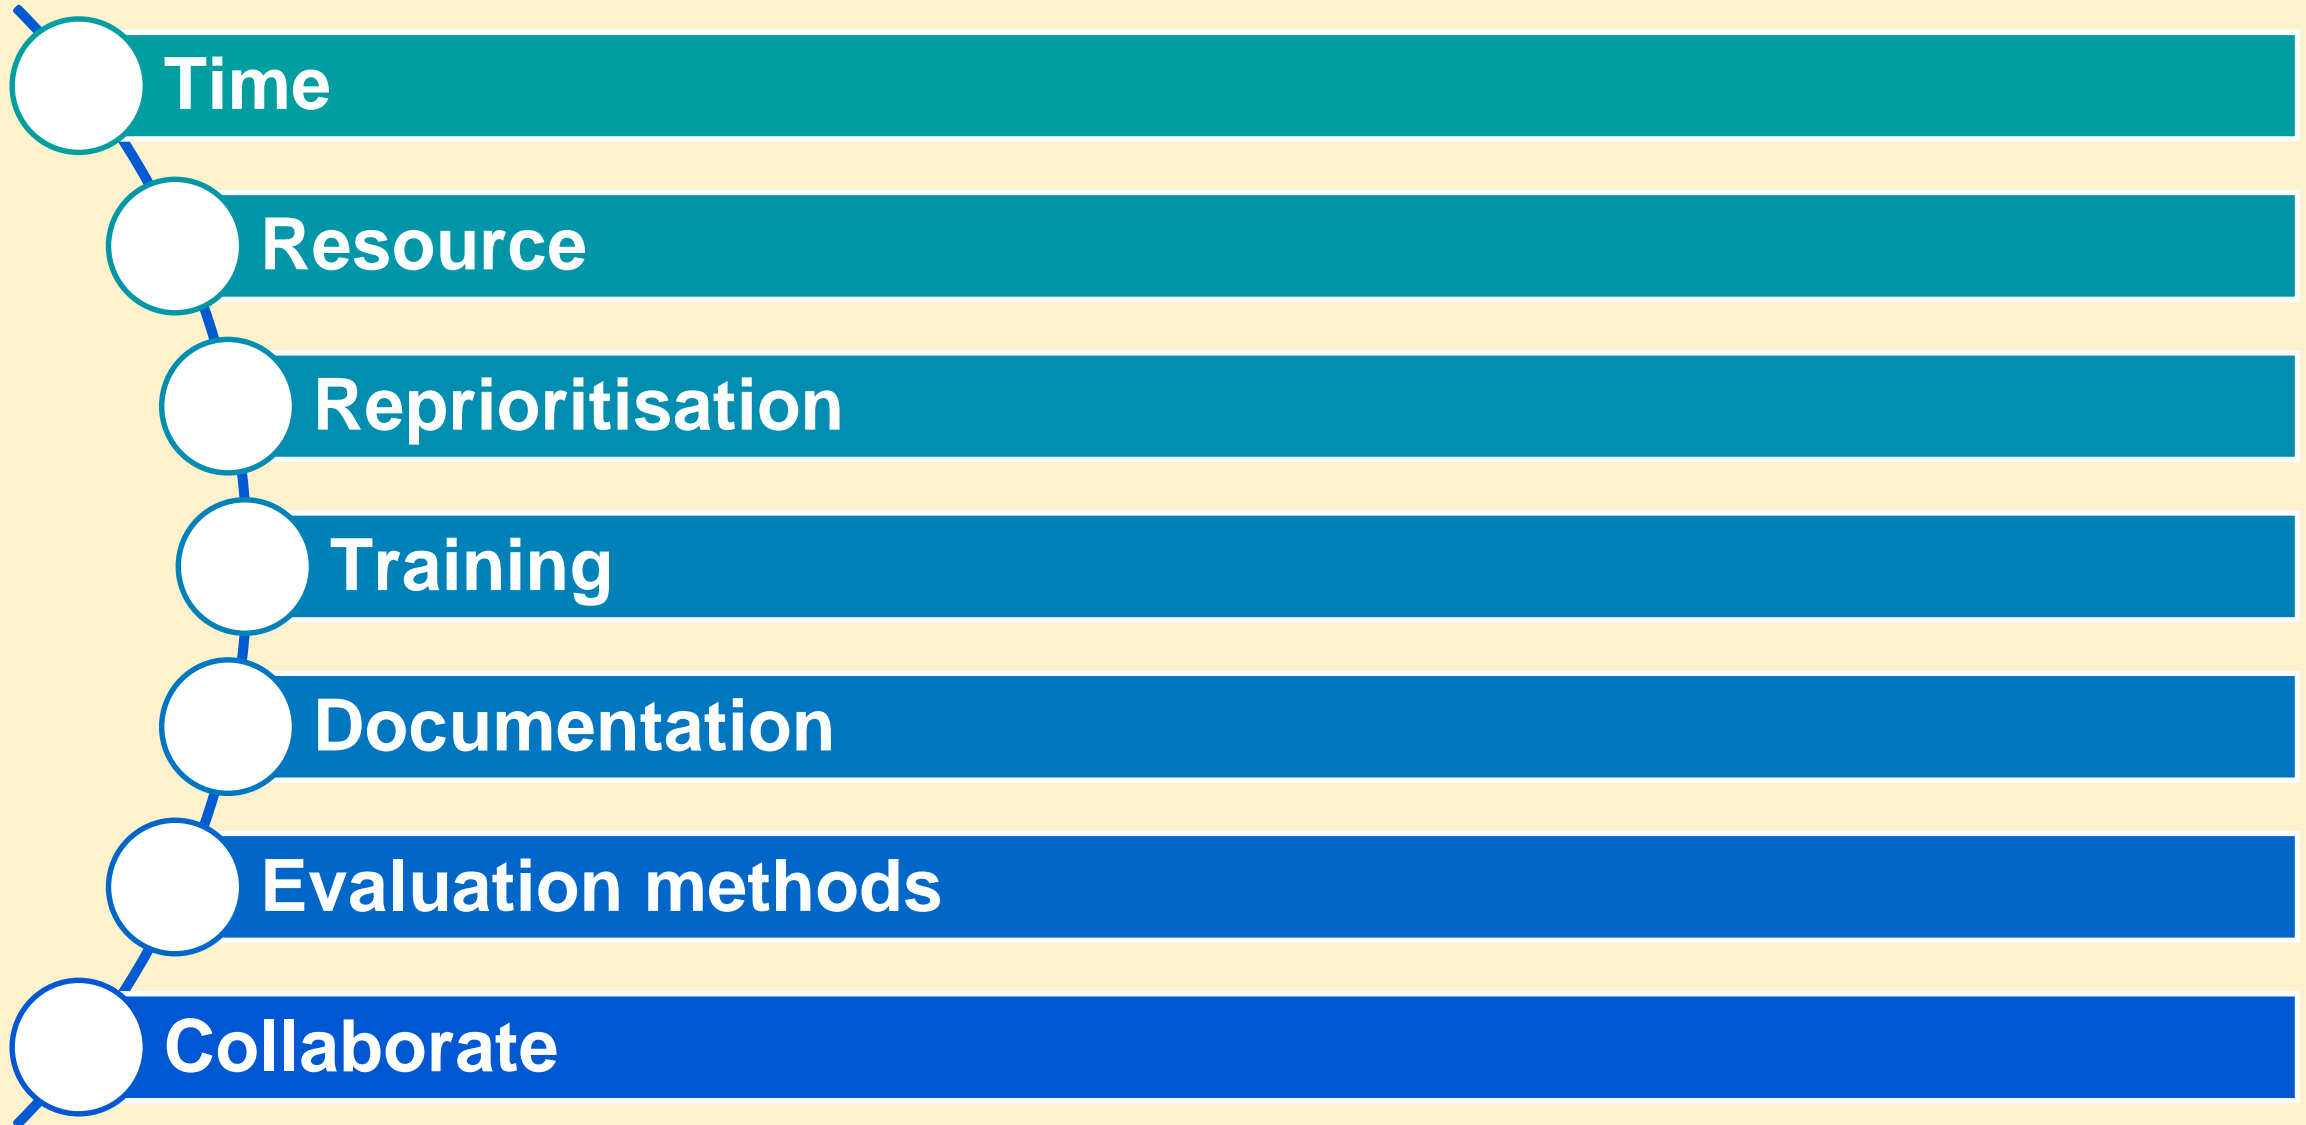 Time
Resource
Reprioritisation
Training
Documentation
Evaluation methods
Collaborate